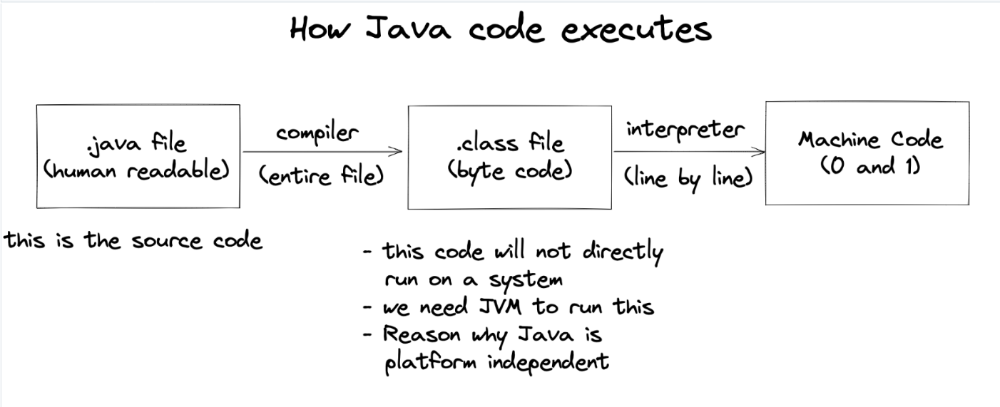 How Java code executes
.java file
(human readable)
compiler
(entire file)
.class file
(byte code)
interpreter
(line by line)
Machine Code
(0 and 1)
this is the source code
- this code will not directly
run on a system
- we need JVM to run this
- Reason why Java is
platform independent